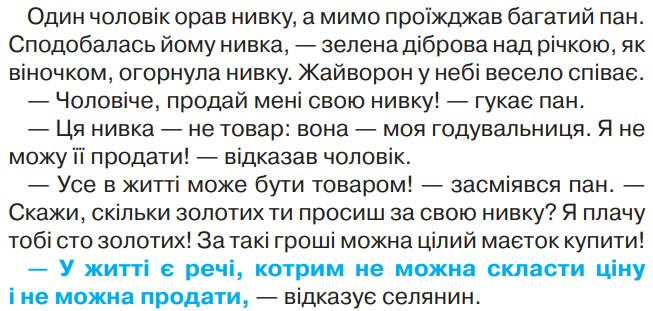 Один чоловік орав нивку, а мимо проїжджав багатий пан.
Сподобалась йому нивка, — зелена діброва над річкою, як
віночком, огорнула нивку. Жайворон у небі весело співає.
— Чоловіче, продай мені свою нивку! — гукає пан.
— Ця нивка — не товар: вона — моя годувальниця. Я не
можу її продати! — відказав чоловік.
— Усе в житті може бути товаром! — засміявся пан. —
Скажи, скільки золотих ти просиш за свою нивку? Я плачу
тобі сто золотих! За такі гроші можна цілий маєток купити!
— У житті є речі, котрим не можна скласти ціну
і не можна продати, — відказує селянин.